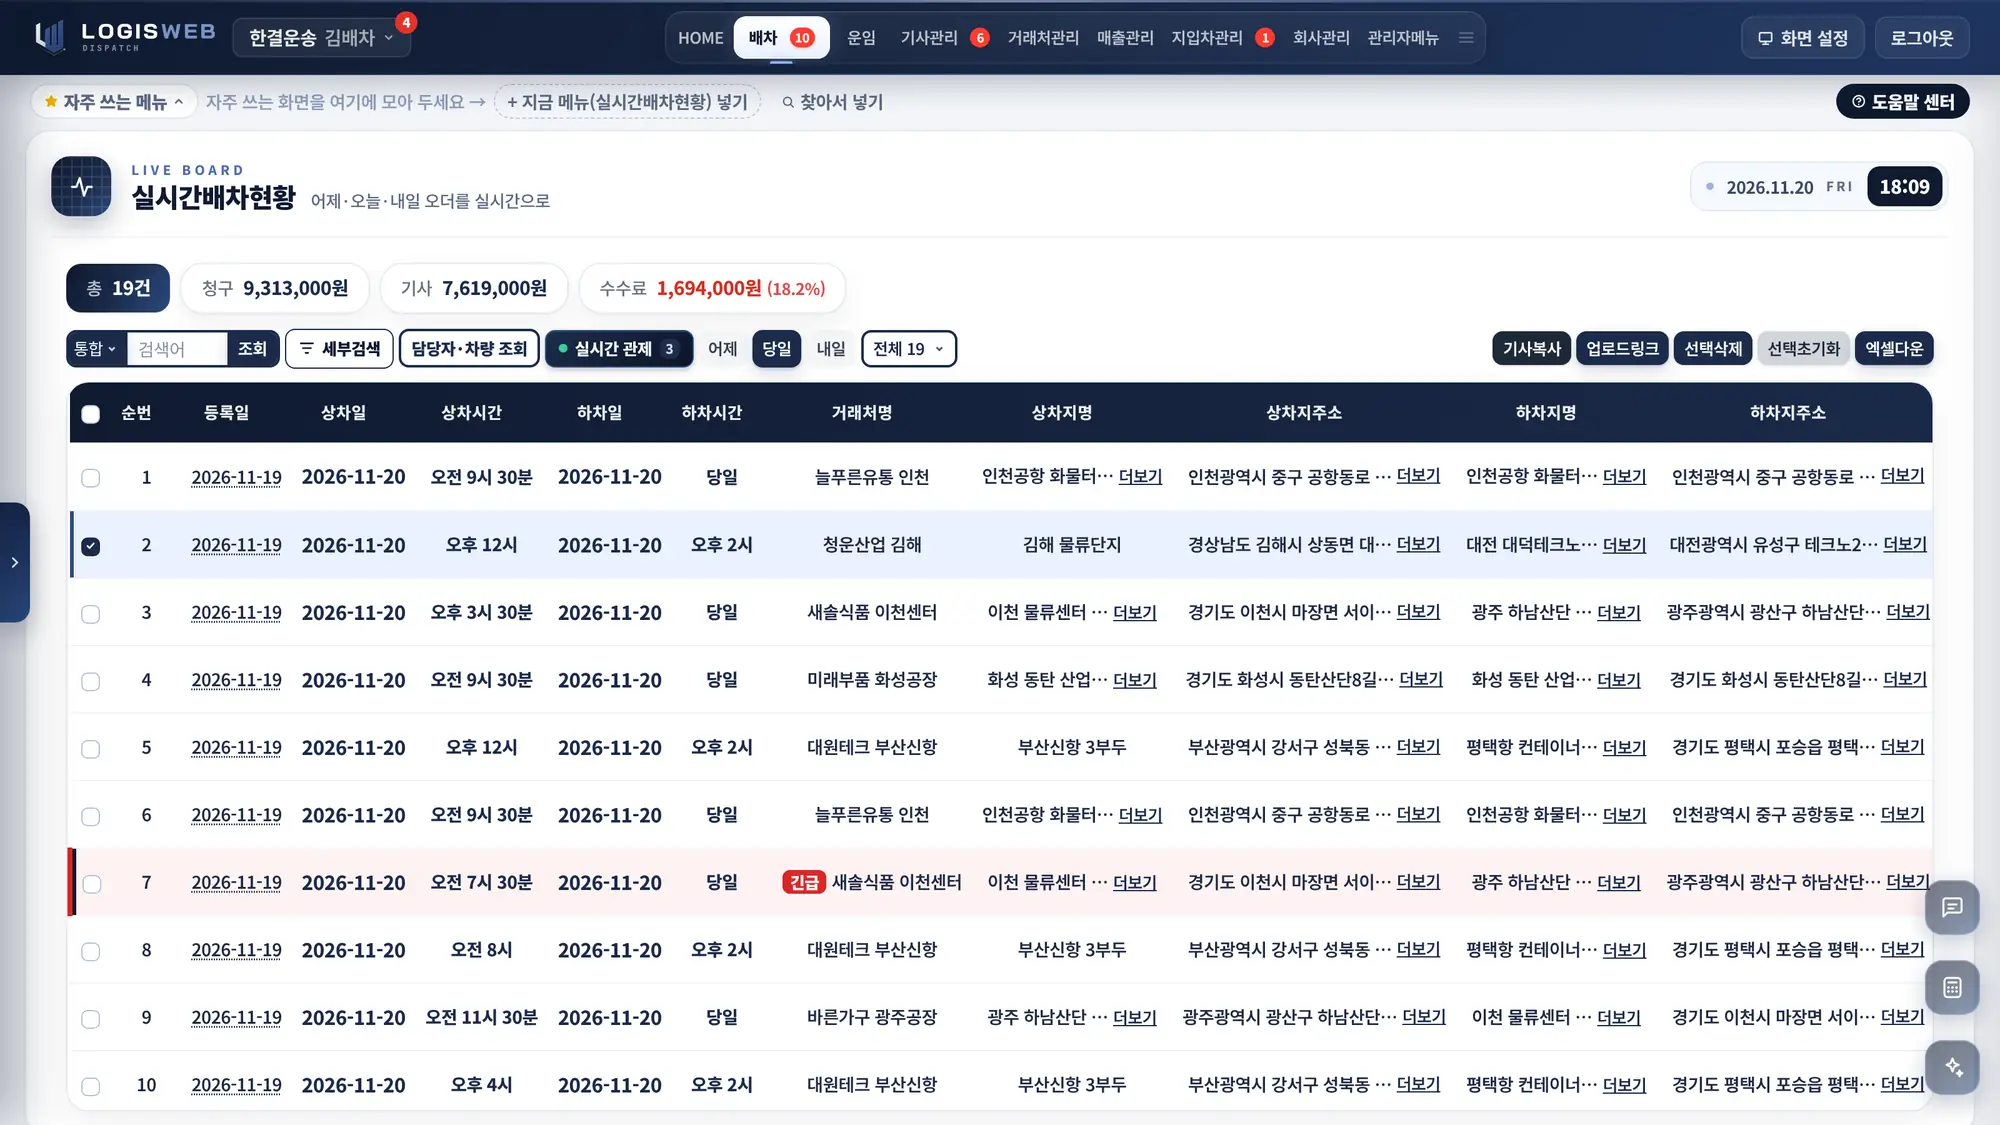 LOGISWEB
DISPATCH
한결운송 김배차
4
HOME 배차 10 운임 기사관리 6 거래처관리 매출관리 지입차관리 1 회사관리 관리자메뉴
화면 설정 로그아웃
자주 쓰는 메뉴 자주 쓰는 화면을 여기에 모아 두세요 → + 지금 메뉴(실시간배차현황) 넣기 찾아서 넣기 도움말 센터
LIVE BOARD
실시간배차현황 어제·오늘·내일 오더를 실시간으로
2026.11.20 FRI 18:09
총 19건 청구 9,313,000원 기사 7,619,000원 수수료 1,694,000원 (18.2%)
통합 검색어 조회 세부검색 담당자·차량 조회 실시간 관제 3 어제 당일 내일 전체 19 기사복사 업로드링크 선택삭제 선택초기화 엑셀다운
순번 등록일 상차일 상차시간 하차일 하차시간 거래처명 상차지명 상차지주소 하차지명 하차지주소
1 2026-11-19 2026-11-20 오전 9시 30분 2026-11-20 당일 늘푸른유통 인천 인천공항 화물터… 더보기 인천광역시 중구 공항동로 … 더보기 인천공항 화물터… 더보기 인천광역시 중구 공항동로 … 더보기
2 2026-11-19 2026-11-20 오후 12시 2026-11-20 오후 2시 청운산업 김해 김해 물류단지 경상남도 김해시 상동면 대… 더보기 대전 대덕테크노… 더보기 대전광역시 유성구 테크노2… 더보기
3 2026-11-19 2026-11-20 오후 3시 30분 2026-11-20 당일 새솔식품 이천센터 이천 물류센터 … 더보기 경기도 이천시 마장면 서이… 더보기 광주 하남산단 … 더보기 광주광역시 광산구 하남산단… 더보기
4 2026-11-19 2026-11-20 오전 9시 30분 2026-11-20 당일 미래부품 화성공장 화성 동탄 산업… 더보기 경기도 화성시 동탄산단8길… 더보기 화성 동탄 산업… 더보기 경기도 화성시 동탄산단8길… 더보기
5 2026-11-19 2026-11-20 오후 12시 2026-11-20 오후 2시 대원테크 부산신항 부산신항 3부두 부산광역시 강서구 성북동 … 더보기 평택항 컨테이너… 더보기 경기도 평택시 포승읍 평택… 더보기
6 2026-11-19 2026-11-20 오전 9시 30분 2026-11-20 당일 늘푸른유통 인천 인천공항 화물터… 더보기 인천광역시 중구 공항동로 … 더보기 인천공항 화물터… 더보기 인천광역시 중구 공항동로 … 더보기
7 2026-11-19 2026-11-20 오전 7시 30분 2026-11-20 당일 긴급 새솔식품 이천센터 이천 물류센터 … 더보기 경기도 이천시 마장면 서이… 더보기 광주 하남산단 … 더보기 광주광역시 광산구 하남산단… 더보기
8 2026-11-19 2026-11-20 오전 8시 2026-11-20 오후 2시 대원테크 부산신항 부산신항 3부두 부산광역시 강서구 성북동 … 더보기 평택항 컨테이너… 더보기 경기도 평택시 포승읍 평택… 더보기
9 2026-11-19 2026-11-20 오전 11시 30분 2026-11-20 당일 바른가구 광주공장 광주 하남산단 … 더보기 광주광역시 광산구 하남산단… 더보기 이천 물류센터 … 더보기 경기도 이천시 마장면 서이… 더보기
10 2026-11-19 2026-11-20 오후 4시 2026-11-20 오후 2시 대원테크 부산신항 부산신항 3부두 부산광역시 강서구 성북동 … 더보기 평택항 컨테이너… 더보기 경기도 평택시 포승읍 평택… 더보기